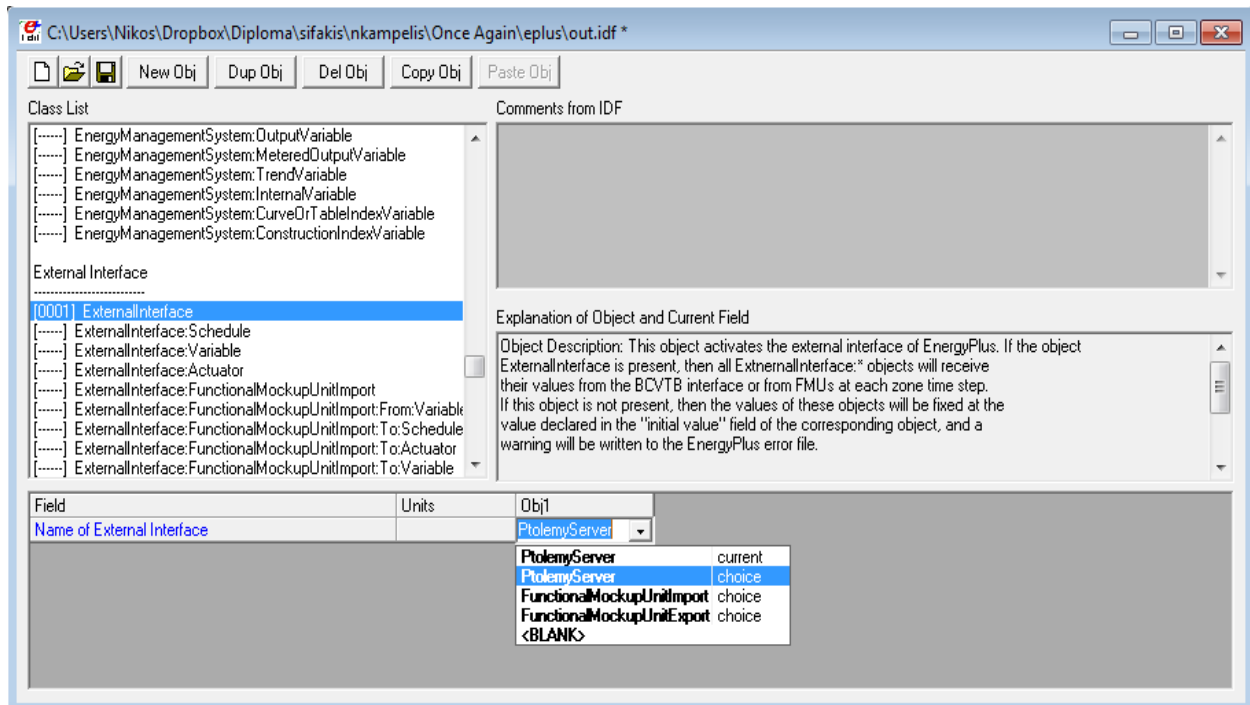 C:\Users\Nikos\Dropbox\Diploma\sifakis\nkampelis\Once Again\eplus\out.idf *
New Obj Dup Obj Del Obj Copy Obj Paste Obj
Class List
[------] EnergyManagementSystem:OutputVariable
[------] EnergyManagementSystem:MeteredOutputVariable
[------] EnergyManagementSystem:TrendVariable
[------] EnergyManagementSystem:InternalVariable
[------] EnergyManagementSystem:CurveOrTableIndexVariable
[------] EnergyManagementSystem:ConstructionIndexVariable
External Interface
--------------------------
[0001] ExternalInterface
[------] ExternalInterface:Schedule
[------] ExternalInterface:Variable
[------] ExternalInterface:Actuator
[------] ExternalInterface:FunctionalMockupUnitImport
[------] ExternalInterface:FunctionalMockupUnitImport:From:Variable
[------] ExternalInterface:FunctionalMockupUnitImport:To:Schedule
[------] ExternalInterface:FunctionalMockupUnitImport:To:Actuator
[------] ExternalInterface:FunctionalMockupUnitImport:To:Variable
Comments from IDF
Explanation of Object and Current Field
Object Description: This object activates the external interface of EnergyPlus. If the object
ExternalInterface is present, then all ExtnernalInterface:* objects will receive
their values from the BCVTB interface or from FMUs at each zone time step.
If this object is not present, then the values of these objects will be fixed at the
value declared in the "initial value" field of the corresponding object, and a
warning will be written to the EnergyPlus error file.
Field Units Obj1
Name of External Interface PtolemyServer
PtolemyServer current
PtolemyServer choice
FunctionalMockupUnitImport choice
FunctionalMockupUnitExport choice
<BLANK>